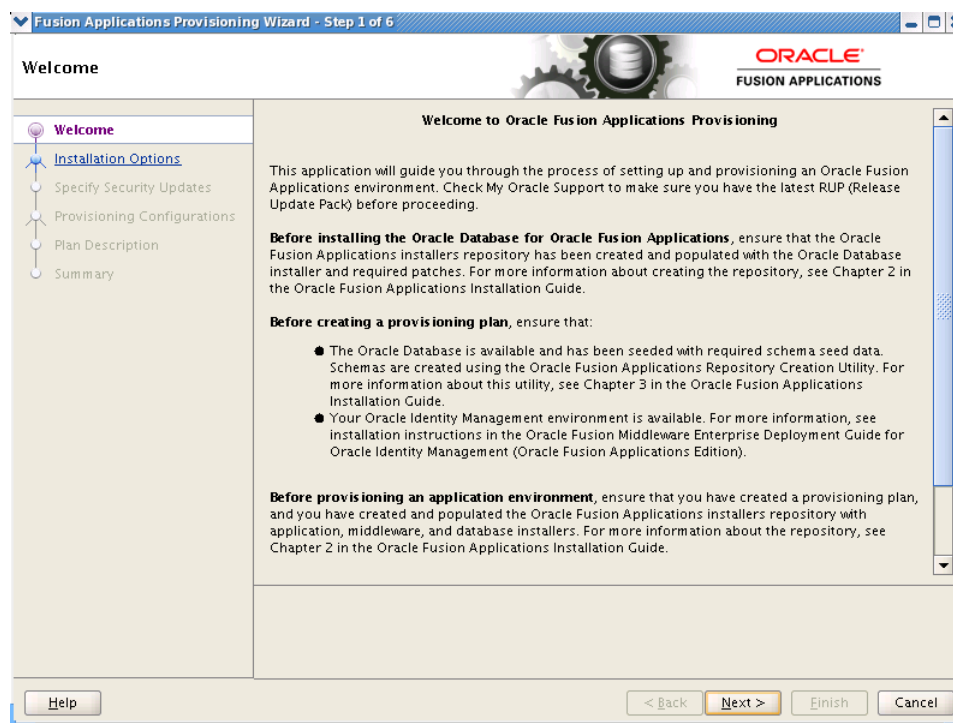 Fusion Applications Provisioning Wizard - Step 1 of 6
Welcome
ORACLE
FUSION APPLICATIONS
Welcome
Installation Options
Specify Security Updates
Provisioning Configurations
Plan Description
Summary
Welcome to Oracle Fusion Applications Provisioning
This application will guide you through the process of setting up and provisioning an Oracle Fusion
Applications environment. Check My Oracle Support to make sure you have the latest RUP (Release
Update Pack) before proceeding.
Before installing the Oracle Database for Oracle Fusion Applications, ensure that the Oracle
Fusion Applications installers repository has been created and populated with the Oracle Database
installer and required patches. For more information about creating the repository, see Chapter 2 in
the Oracle Fusion Applications Installation Guide.
Before creating a provisioning plan, ensure that:
● The Oracle Database is available and has been seeded with required schema seed data.
Schemas are created using the Oracle Fusion Applications Repository Creation Utility. For
more information about this utility, see Chapter 3 in the Oracle Fusion Applications
Installation Guide.
● Your Oracle Identity Management environment is available. For more information, see
installation instructions in the Oracle Fusion Middleware Enterprise Deployment Guide for
Oracle Identity Management (Oracle Fusion Applications Edition).
Before provisioning an application environment, ensure that you have created a provisioning plan,
and you have created and populated the Oracle Fusion Applications installers repository with
application, middleware, and database installers. For more information about the repository, see
Chapter 2 in the Oracle Fusion Applications Installation Guide.
Help
< Back
Next >
Finish
Cancel